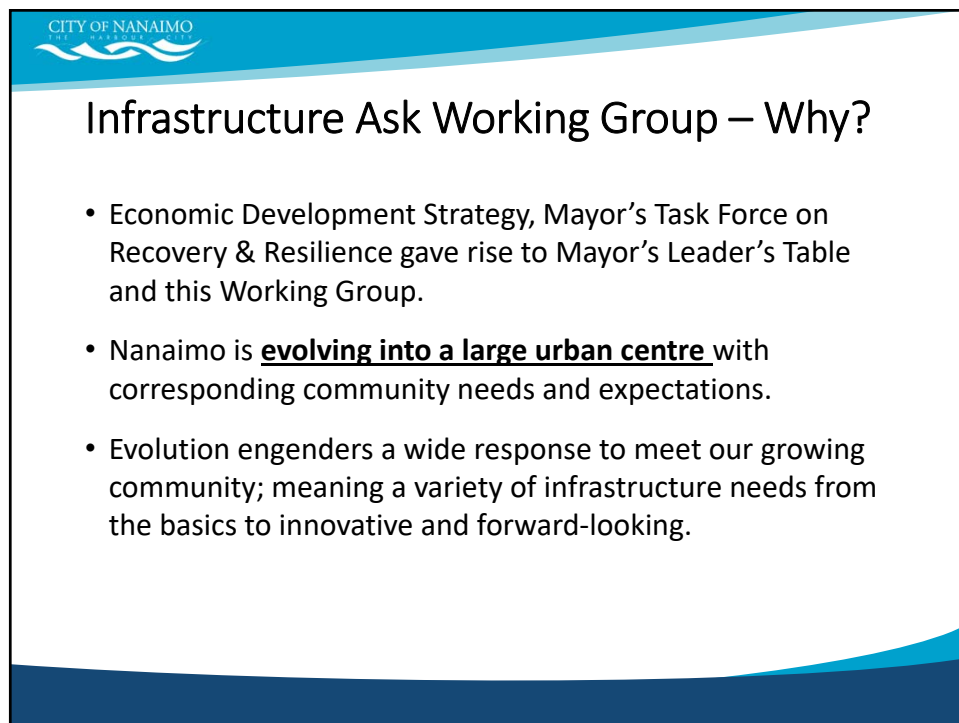 CITY OF NANAIMO
THE HARBOUR CITY
Infrastructure Ask Working Group – Why?
• Economic Development Strategy, Mayor’s Task Force on
Recovery & Resilience gave rise to Mayor’s Leader’s Table
and this Working Group.
• Nanaimo is evolving into a large urban centre with
corresponding community needs and expectations.
• Evolution engenders a wide response to meet our growing
community; meaning a variety of infrastructure needs from
the basics to innovative and forward-looking.